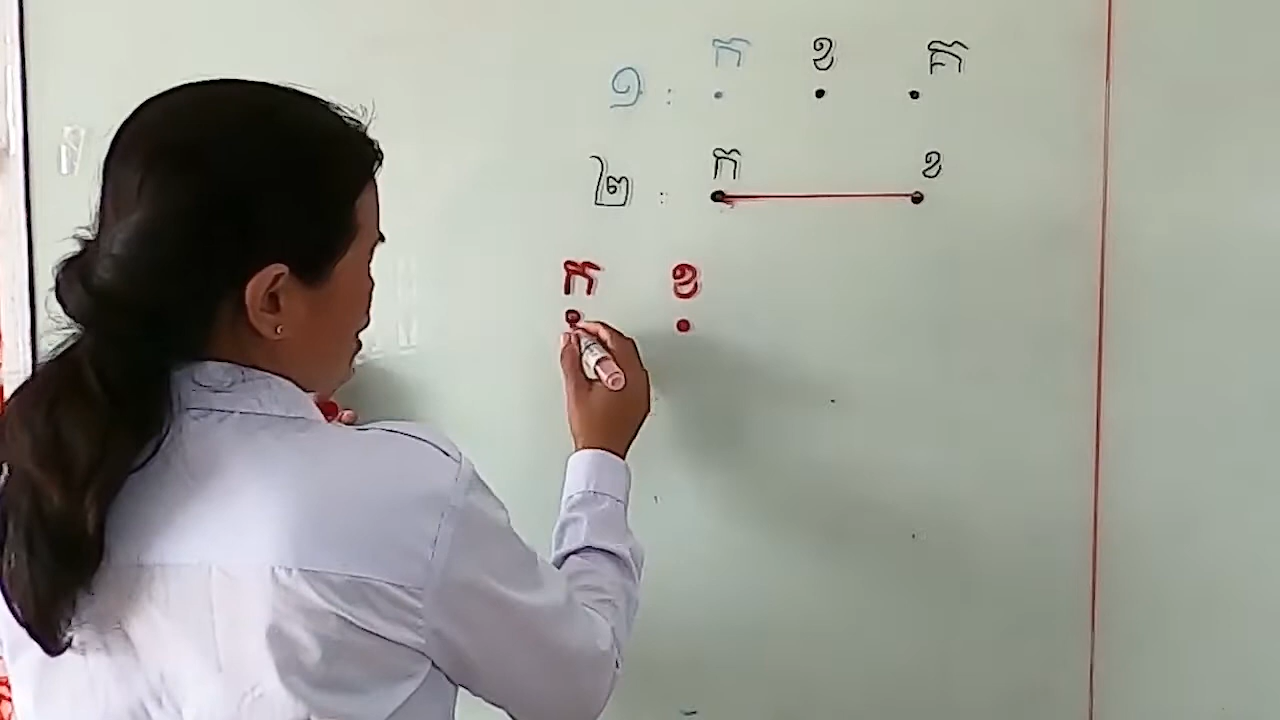 ១ : ក ខ គ
២ : ក ខ
ក ខ